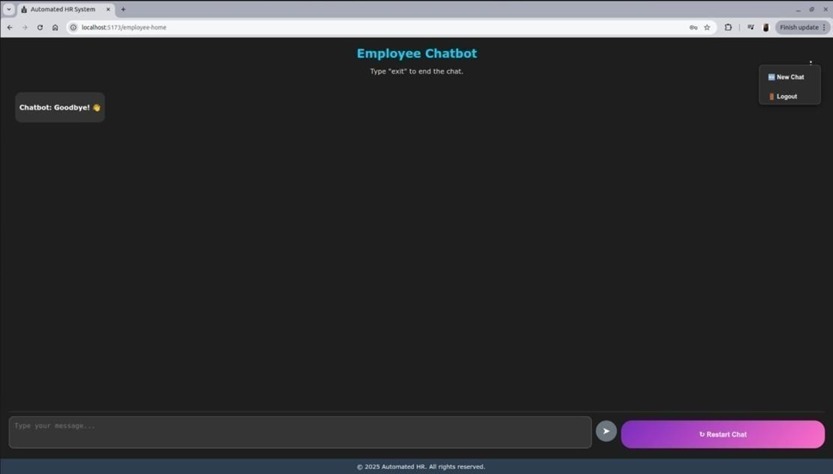 Automated HR System
localhost:5173/employee-home
Finish update
Employee Chatbot
Type "exit" to end the chat.
🆕 New Chat
🚪 Logout
Chatbot: Goodbye! 👋
Type your message...
➤
↻ Restart Chat
© 2025 Automated HR. All rights reserved.